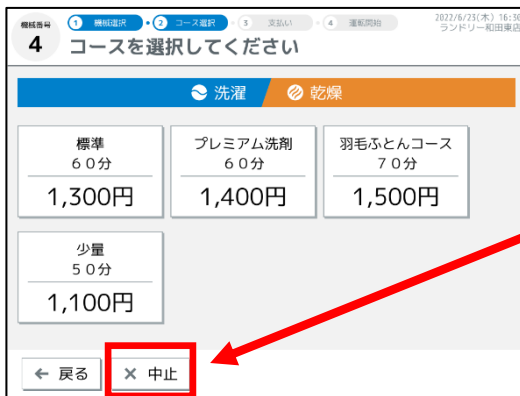 機械番号
4
1 機械選択
2 コース選択
3 支払い
4 運転開始
2022/6/23(木) 16:30
ランドリー和田東店
コースを選択してください
洗濯
乾燥
標準
60分
1,300円
プレミアム洗剤
60分
1,400円
羽毛ふとんコース
70分
1,500円
少量
50分
1,100円
← 戻る
× 中止